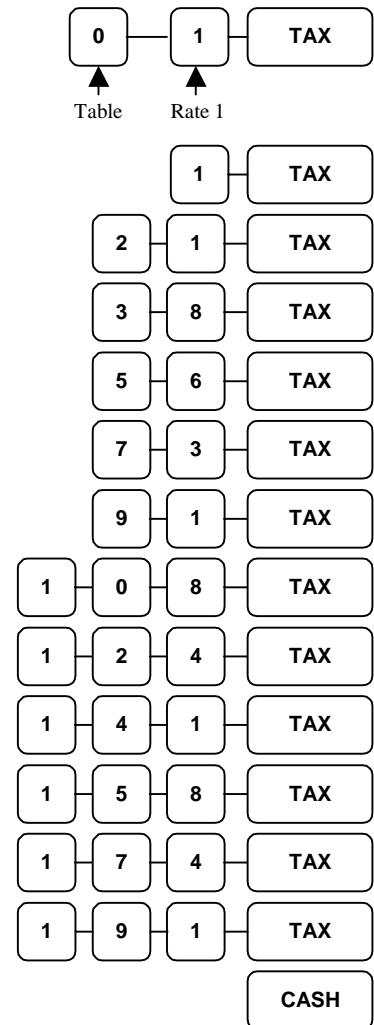 0 1 TAX
Table Rate 1
1 TAX
2 1 TAX
3 8 TAX
5 6 TAX
7 3 TAX
9 1 TAX
1 0 8 TAX
1 2 4 TAX
1 4 1 TAX
1 5 8 TAX
1 7 4 TAX
1 9 1 TAX
CASH